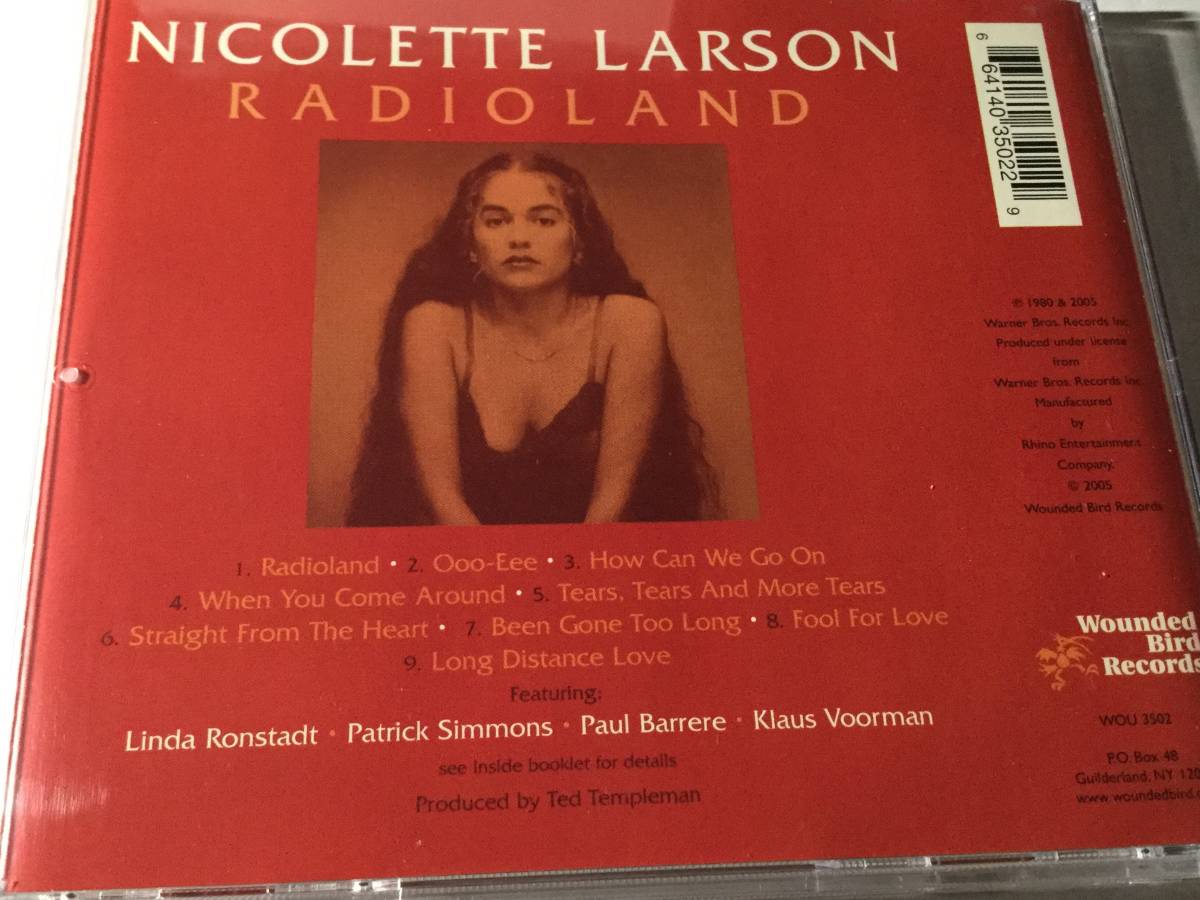 NICOLETTE LARSON
RADIOLAND
6 64140 35022 9
℗ 1980 & 2005
Warner Bros. Records Inc.
Produced under license
from
Warner Bros. Records Inc.
Manufactured
by
Rhino Entertainment
Company.
© 2005
Wounded Bird Records
1. Radioland • 2. Ooo-Eee • 3. How Can We Go On
4. When You Come Around • 5. Tears, Tears And More Tears
6. Straight From The Heart • 7. Been Gone Too Long • 8. Fool For Love
9. Long Distance Love
Featuring:
Linda Ronstadt • Patrick Simmons • Paul Barrere • Klaus Voorman
see inside booklet for details
Produced by Ted Templeman
Wounded
Bird
Records
WOU 3502
P.O. Box 48
Guilderland, NY